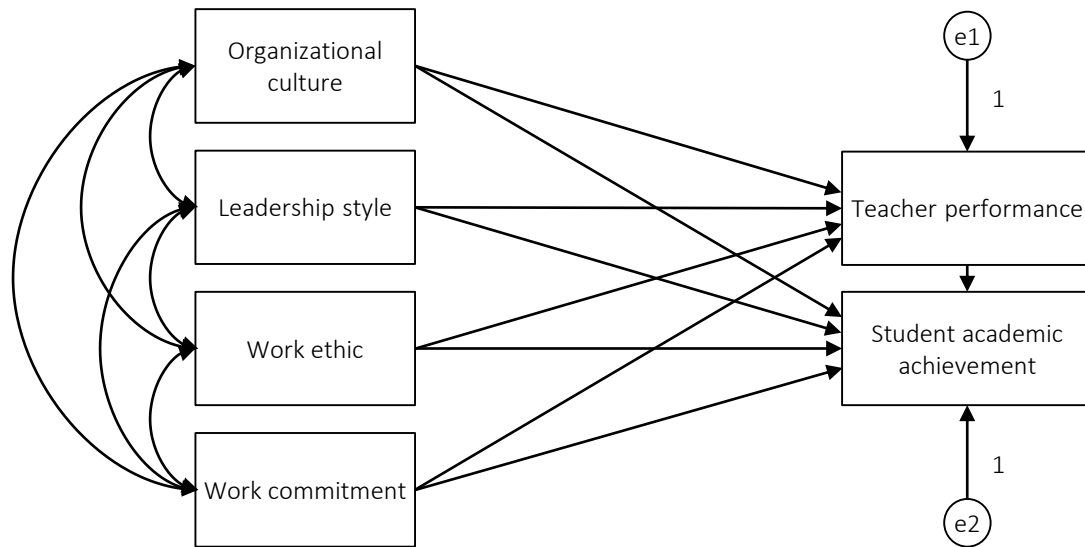 Organizational
culture
Leadership style
Work ethic
Work commitment
e1
1
Teacher performance
Student academic
achievement
1
e2